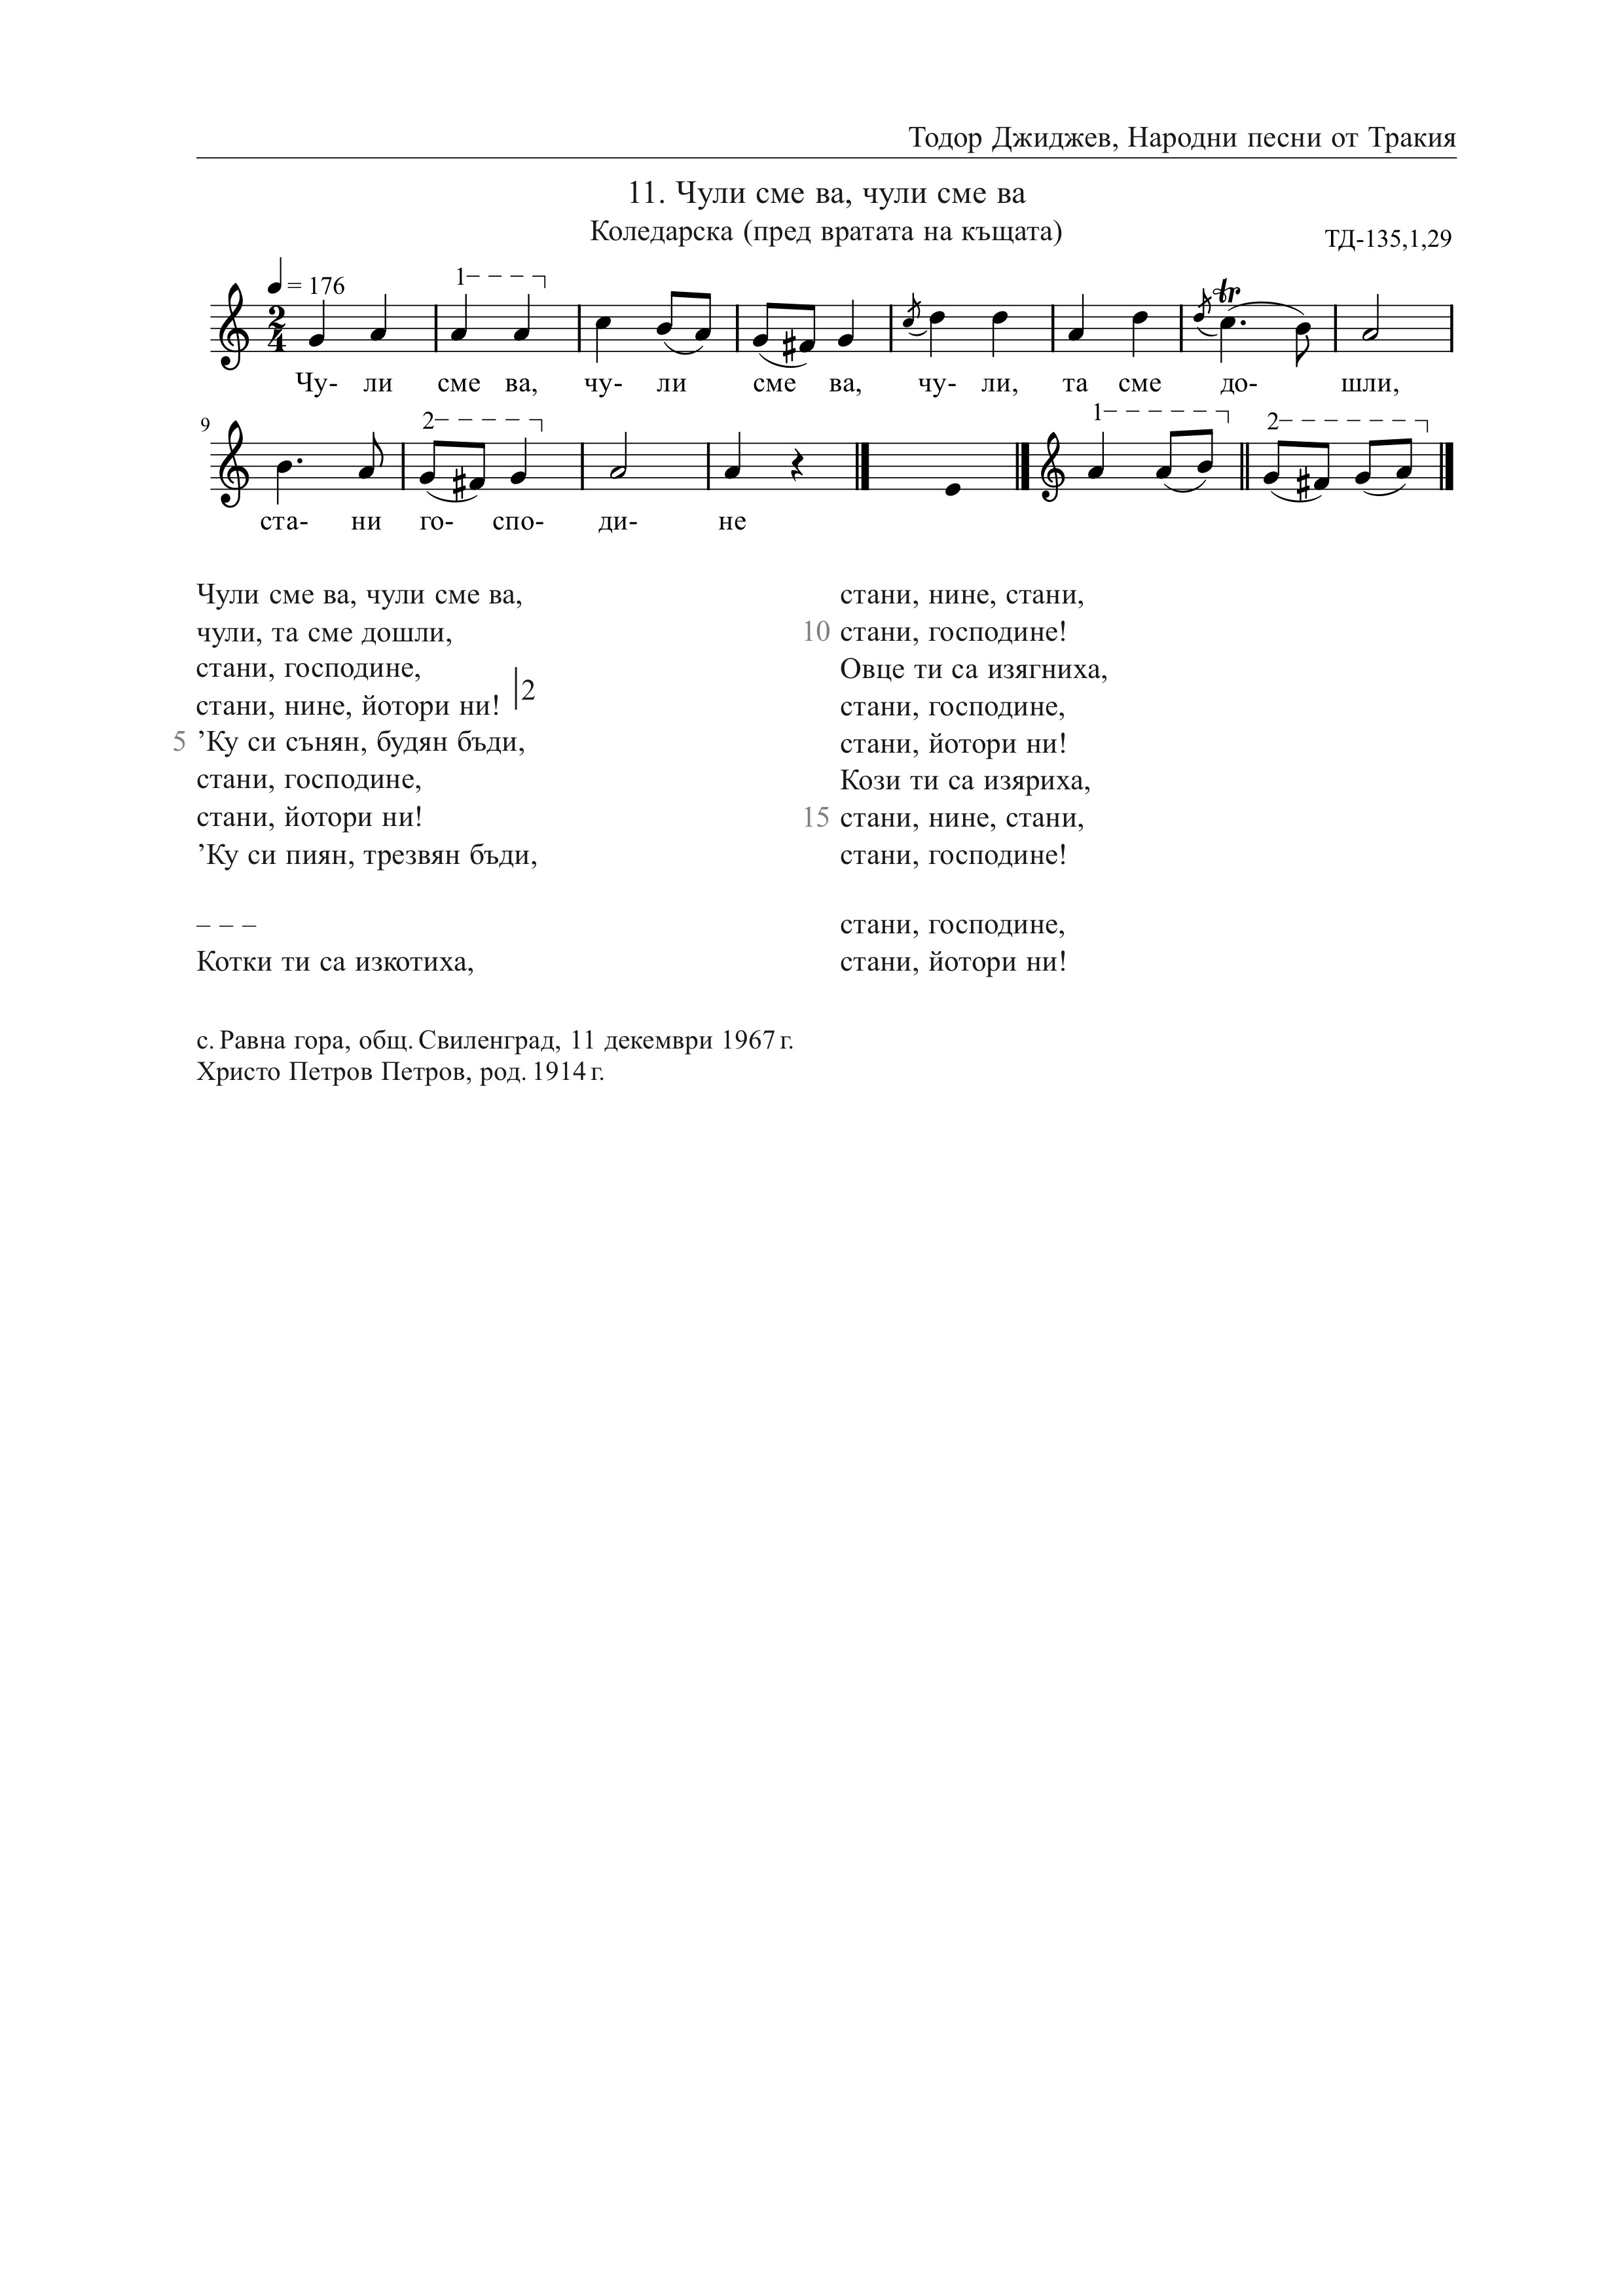 Тодор Джиджев, Народни песни от Тракия
11. Чули сме ва, чули сме ва
Коледарска (пред вратата на къщата)
ТД-135,1,29
= 176
1
2
4
Чу- ли сме ва, чу- ли сме ва, чу- ли, та сме до- шли,
9
2
1
2
ста- ни го- спо- ди- не
Чули сме ва, чули сме ва,
чули, та сме дошли,
стани, господине,
стани, нине, йотори ни! |2
5 ’Ку си сънян, будян бъди,
стани, господине,
стани, йотори ни!
’Ку си пиян, трезвян бъди,
стани, нине, стани,
10 стани, господине!
Овце ти са изягниха,
стани, господине,
стани, йотори ни!
Кози ти са изяриха,
15 стани, нине, стани,
стани, господине!
– – –
Котки ти са изкотиха,
стани, господине,
стани, йотори ни!
с. Равна гора, общ. Свиленград, 11 декември 1967 г.
Христо Петров Петров, род. 1914 г.